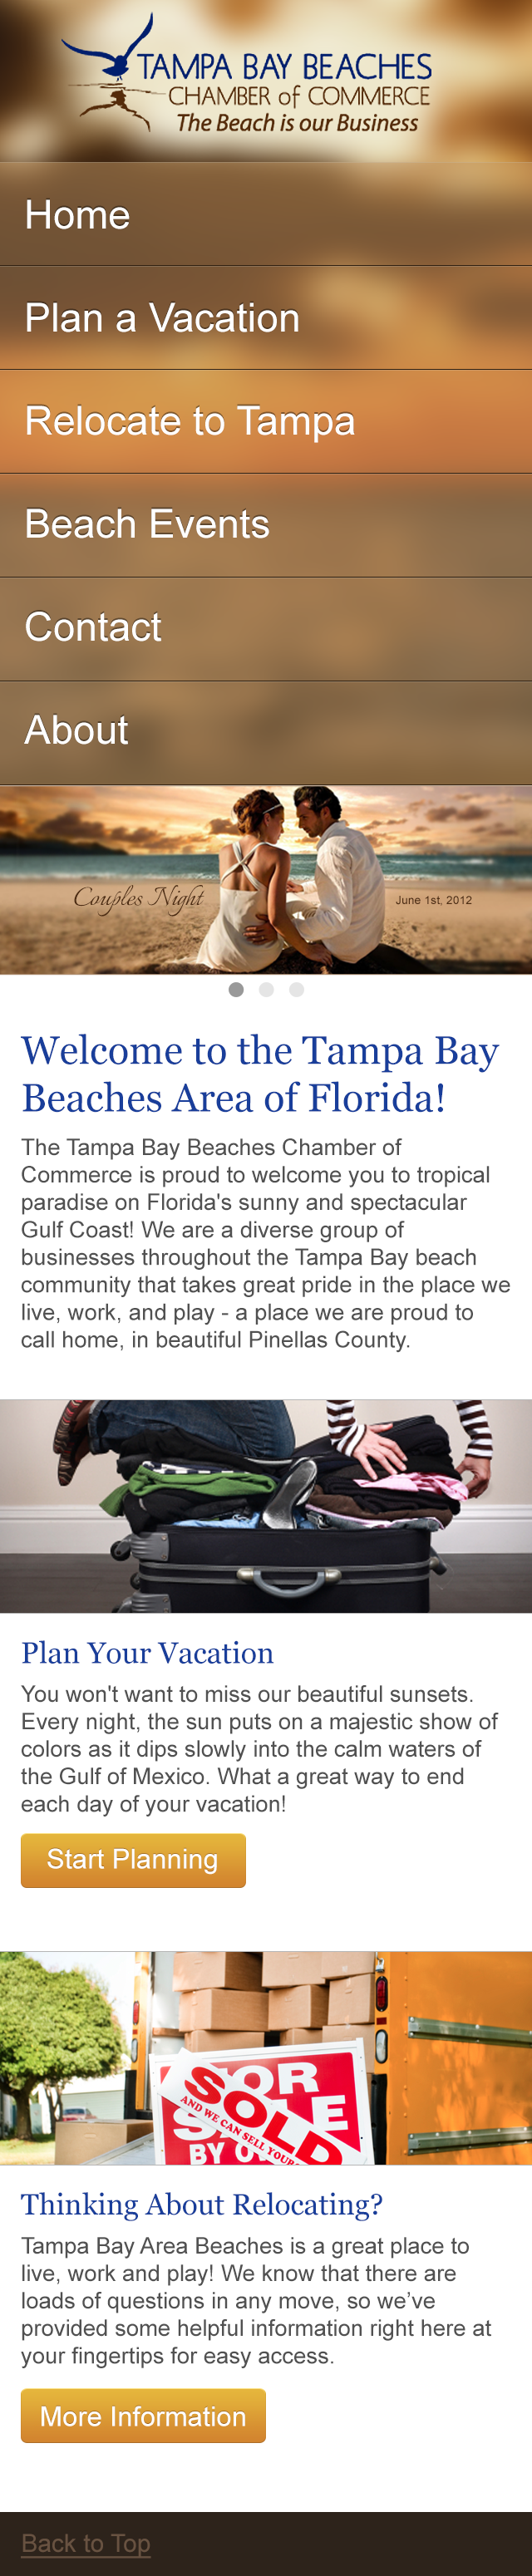 TAMPA BAY BEACHES
CHAMBER of COMMERCE
The Beach is our Business
Home
Plan a Vacation
Relocate to Tampa
Beach Events
Contact
About
Couples Night
June 1st, 2012
Welcome to the Tampa Bay
Beaches Area of Florida!
The Tampa Bay Beaches Chamber of
Commerce is proud to welcome you to tropical
paradise on Florida's sunny and spectacular
Gulf Coast! We are a diverse group of
businesses throughout the Tampa Bay beach
community that takes great pride in the place we
live, work, and play - a place we are proud to
call home, in beautiful Pinellas County.
Plan Your Vacation
You won't want to miss our beautiful sunsets.
Every night, the sun puts on a majestic show of
colors as it dips slowly into the calm waters of
the Gulf of Mexico. What a great way to end
each day of your vacation!
Start Planning
OR
SOLD
AND WE CAN SELL YOURS
BY
Thinking About Relocating?
Tampa Bay Area Beaches is a great place to
live, work and play! We know that there are
loads of questions in any move, so we’ve
provided some helpful information right here at
your fingertips for easy access.
More Information
Back to Top